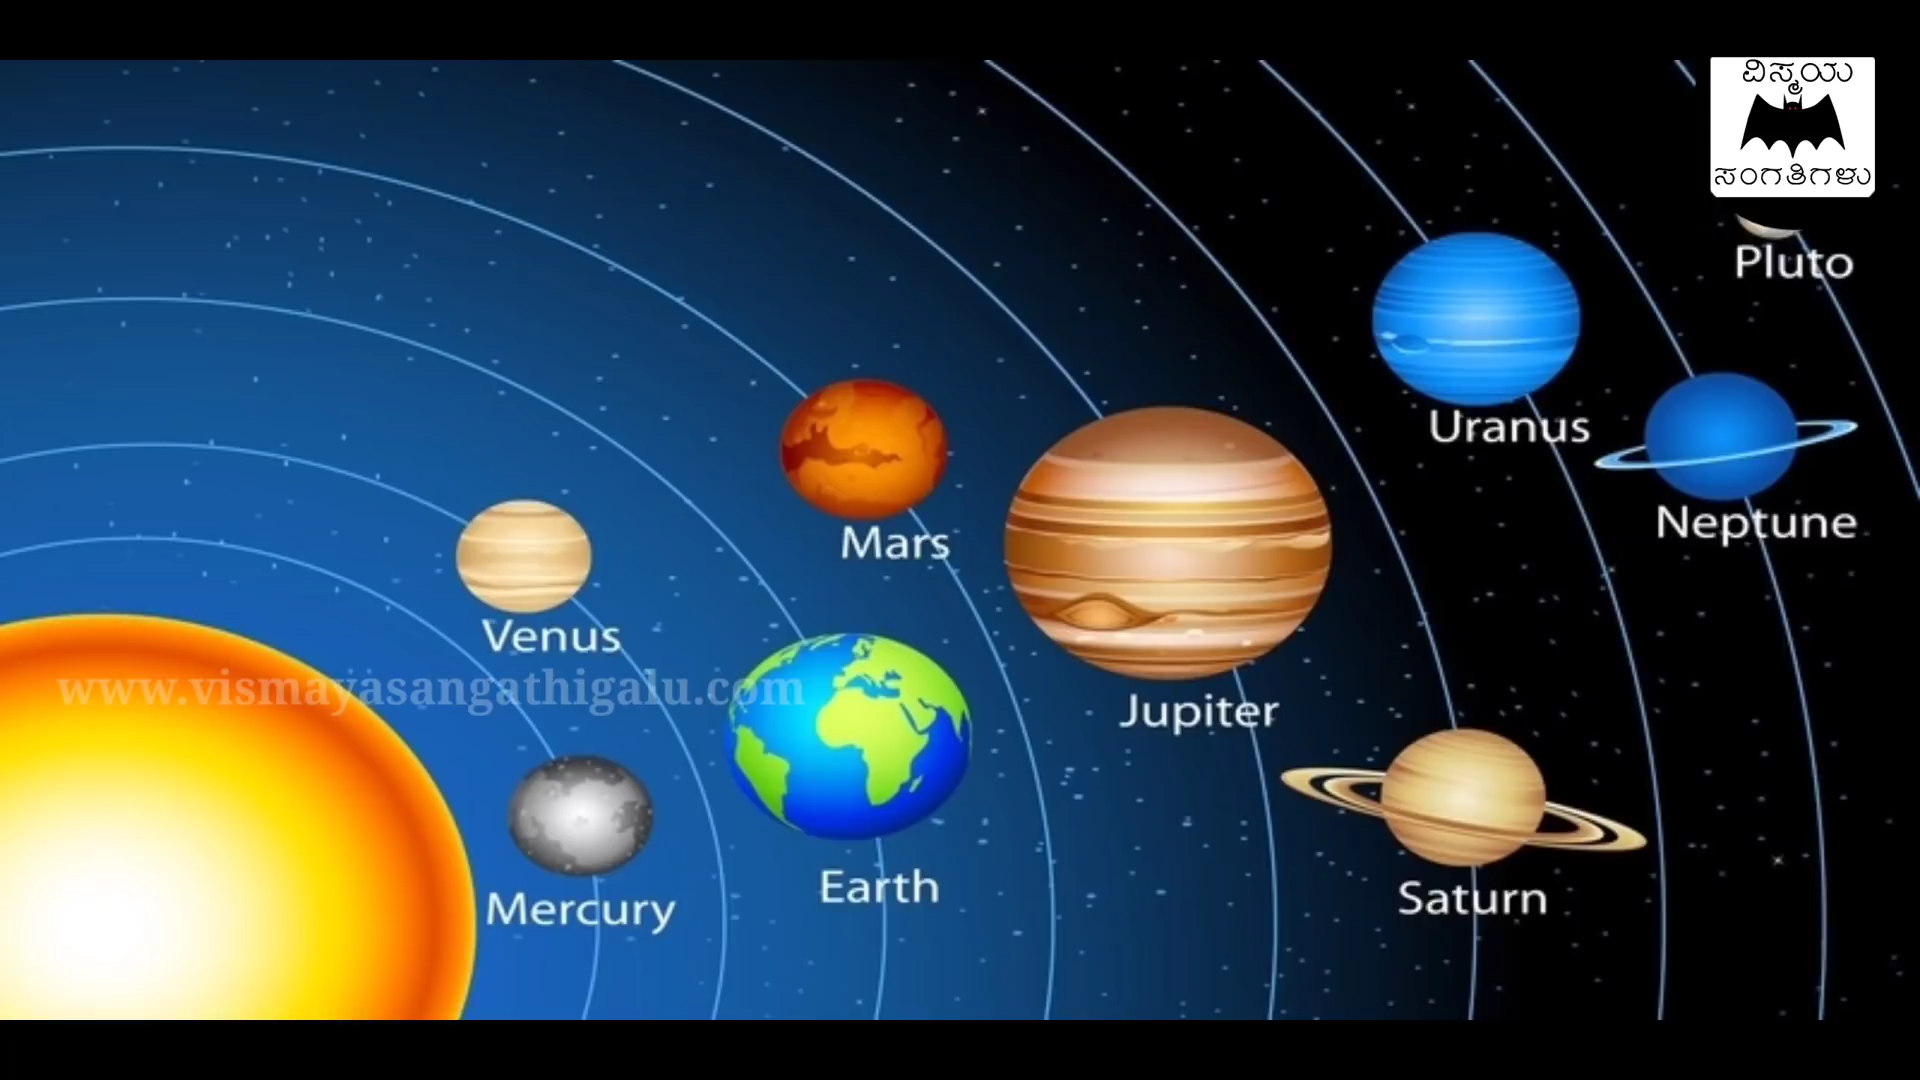 ವಿಸ್ಮಯ
ಸಂಗತಿಗಳು
Pluto
Uranus
Neptune
Mars
Venus
www.vismayasangathigalu.com
Jupiter
Earth
Saturn
Mercury